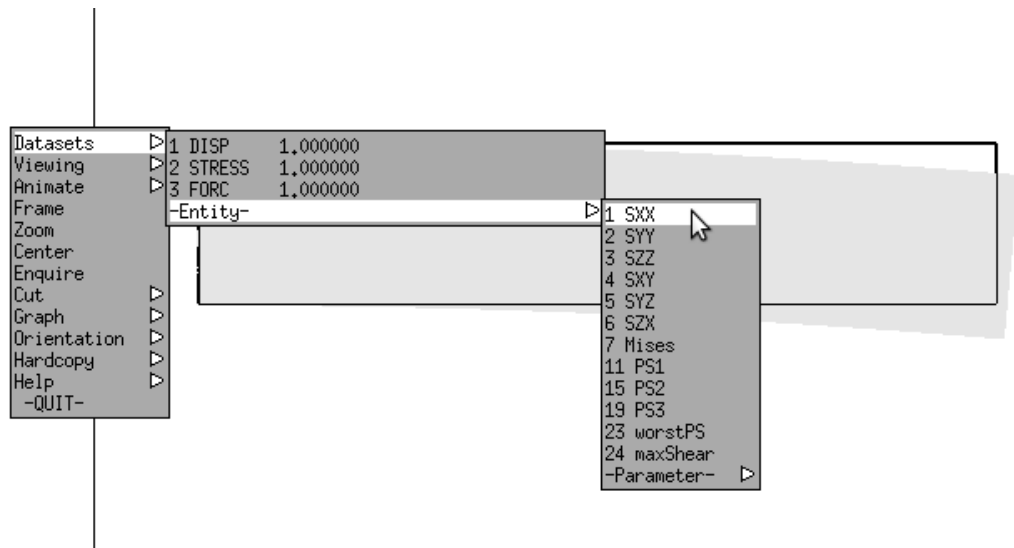 Datasets
Viewing
Animate
Frame
Zoom
Center
Enquire
Cut
Graph
Orientation
Hardcopy
Help
-QUIT-
1 DISP 1.000000
2 STRESS 1.000000
3 FORC 1.000000
-Entity-
1 SXX
2 SYY
3 SZZ
4 SXY
5 SYZ
6 SZX
7 Mises
11 PS1
15 PS2
19 PS3
23 worstPS
24 maxShear
-Parameter-